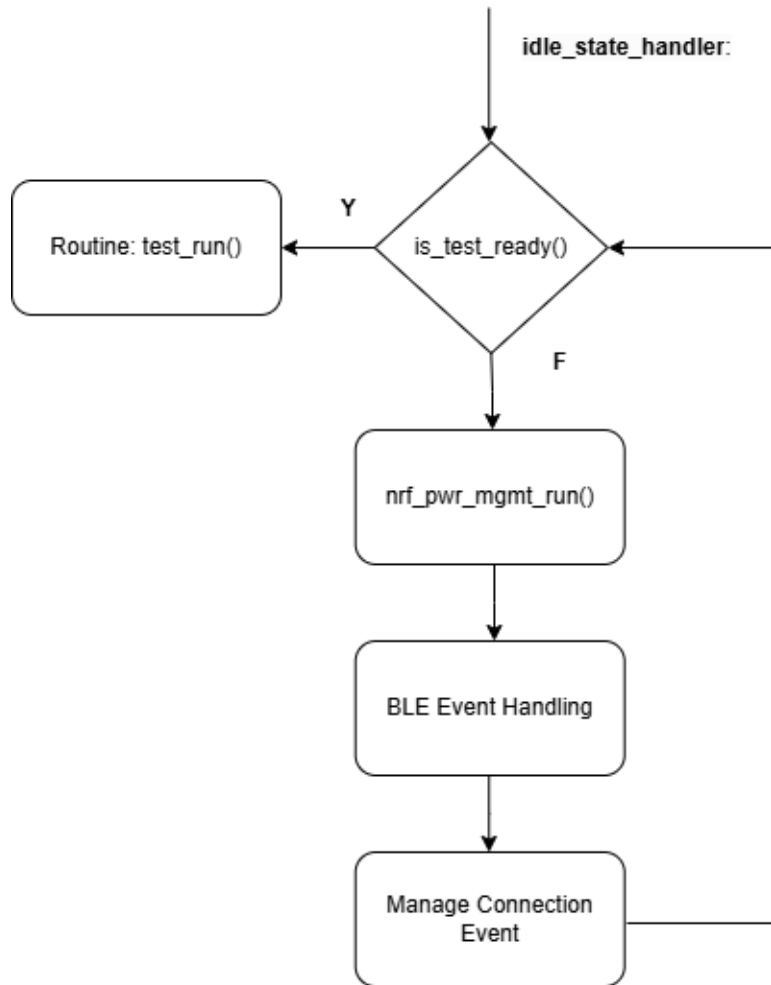 idle_state_handler:
Y
Routine: test_run()
is_test_ready()
F
nrf_pwr_mgmt_run()
BLE Event Handling
Manage Connection
Event